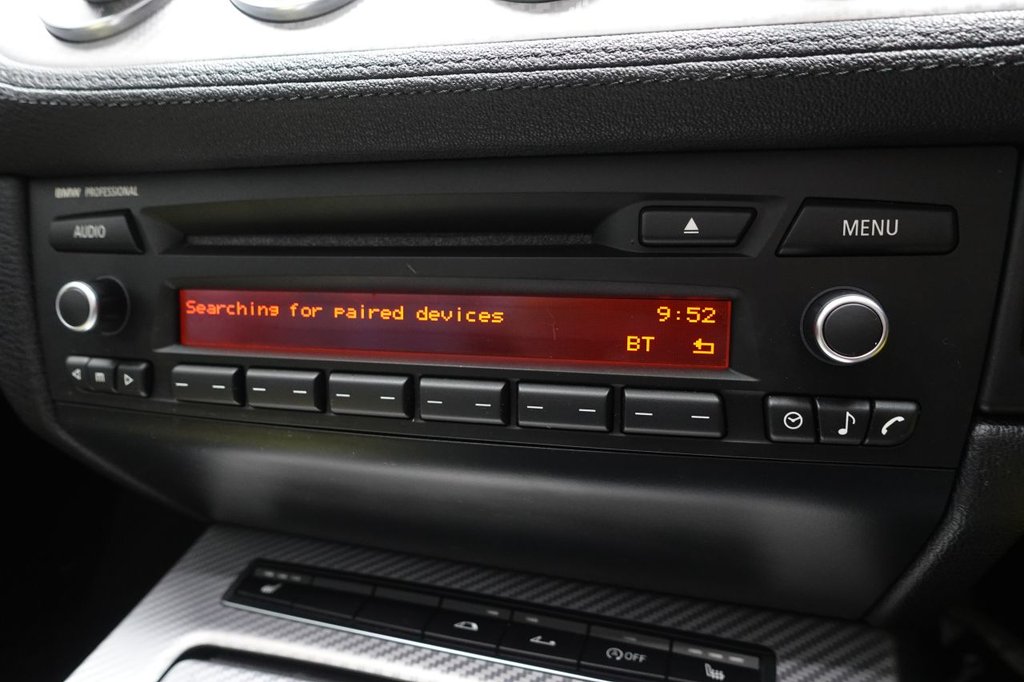 BMW PROFESSIONAL
AUDIO
MENU
Searching for paired devices 9:52
BT
m
OFF